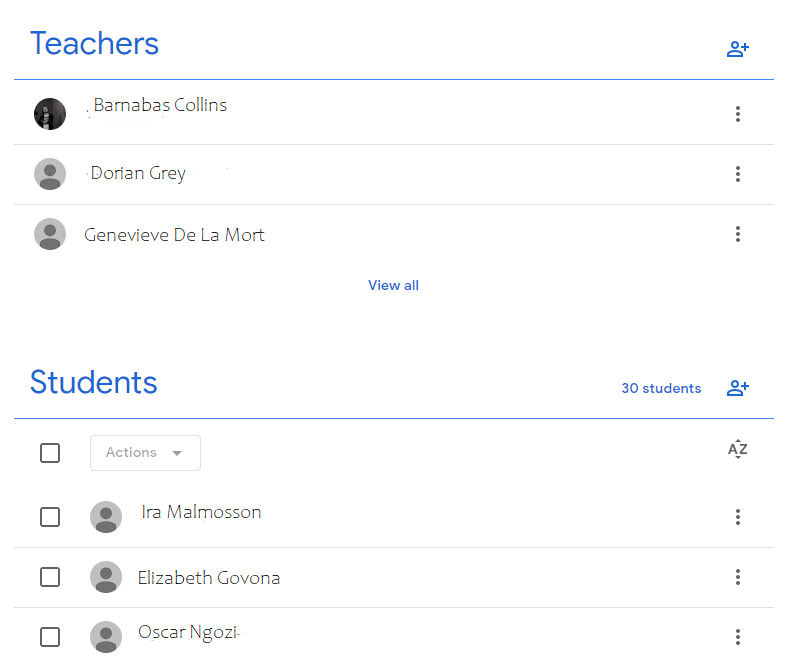 Teachers
Barnabas Collins
Dorian Grey
Genevieve De La Mort
View all
Students
30 students
Actions
AZ
Ira Malmosson
Elizabeth Govona
Oscar Ngozi